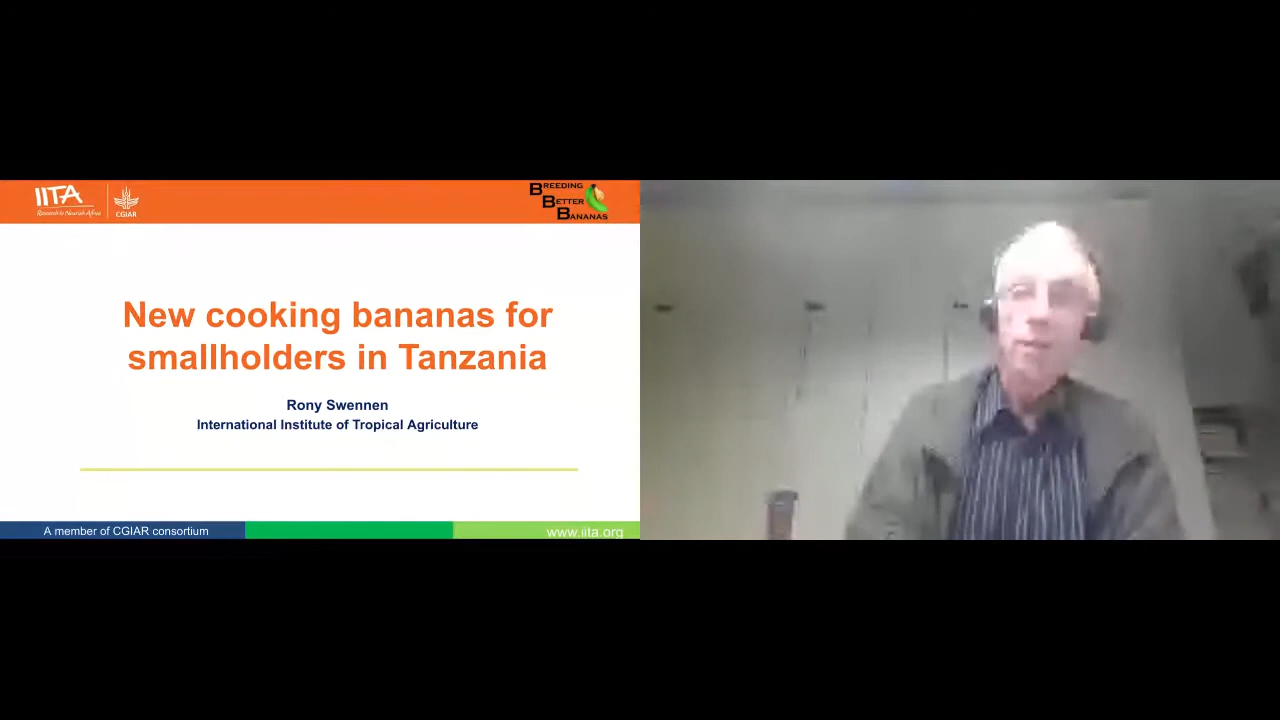 IITA
Research to Nourish Africa
CGIAR
BREEDING
BETTER
BANANAS
New cooking bananas for
smallholders in Tanzania
Rony Swennen
International Institute of Tropical Agriculture
A member of CGIAR consortium
www.iita.org